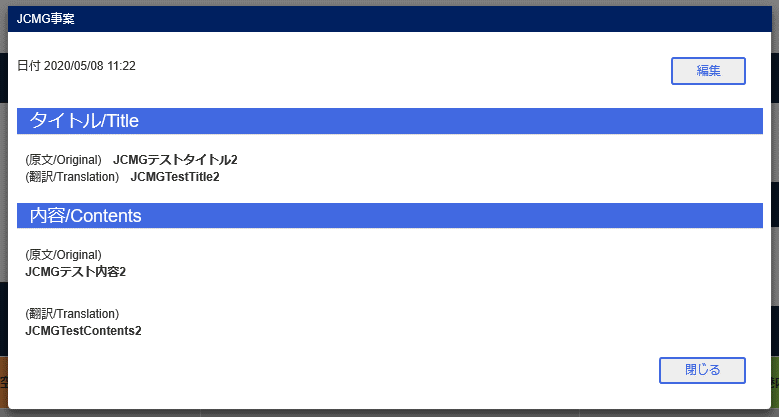 JCMG事案
日付 2020/05/08 11:22
編集
タイトル/Title
(原文/Original) JCMGテストタイトル2
(翻訳/Translation) JCMGTestTitle2
内容/Contents
(原文/Original)
JCMGテスト内容2
(翻訳/Translation)
JCMGTestContents2
閉じる